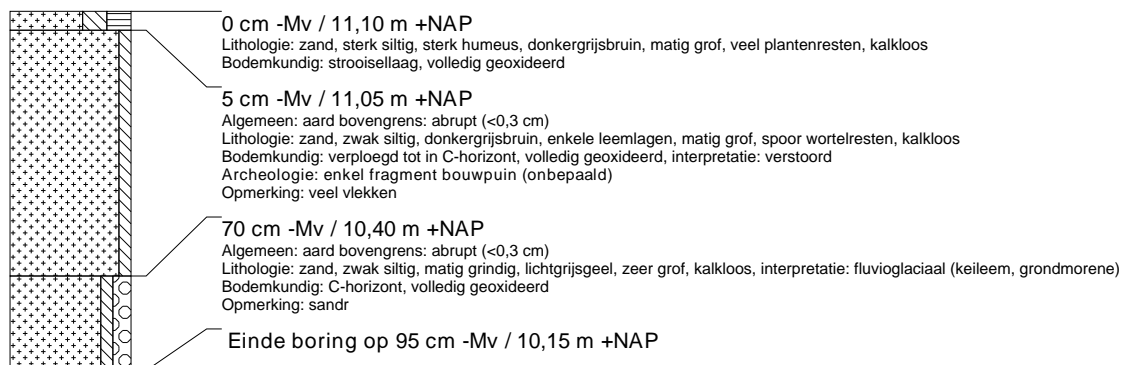 0 cm -Mv / 11,10 m +NAP
Lithologie: zand, sterk siltig, sterk humeus, donkergrijsbruin, matig grof, veel plantenresten, kalkloos
Bodemkundig: strooisellaag, volledig geoxideerd
5 cm -Mv / 11,05 m +NAP
Algemeen: aard bovengrens: abrupt (<0,3 cm)
Lithologie: zand, zwak siltig, donkergrijsbruin, enkele leemlagen, matig grof, spoor wortelresten, kalkloos
Bodemkundig: verploegd tot in C-horizont, volledig geoxideerd, interpretatie: verstoord
Archeologie: enkel fragment bouwpuin (onbepaald)
Opmerking: veel vlekken
70 cm -Mv / 10,40 m +NAP
Algemeen: aard bovengrens: abrupt (<0,3 cm)
Lithologie: zand, zwak siltig, matig grindig, lichtgrijsgeel, zeer grof, kalkloos, interpretatie: fluvioglaciaal (keileem, grondmorene)
Bodemkundig: C-horizont, volledig geoxideerd
Opmerking: sandr
Einde boring op 95 cm -Mv / 10,15 m +NAP